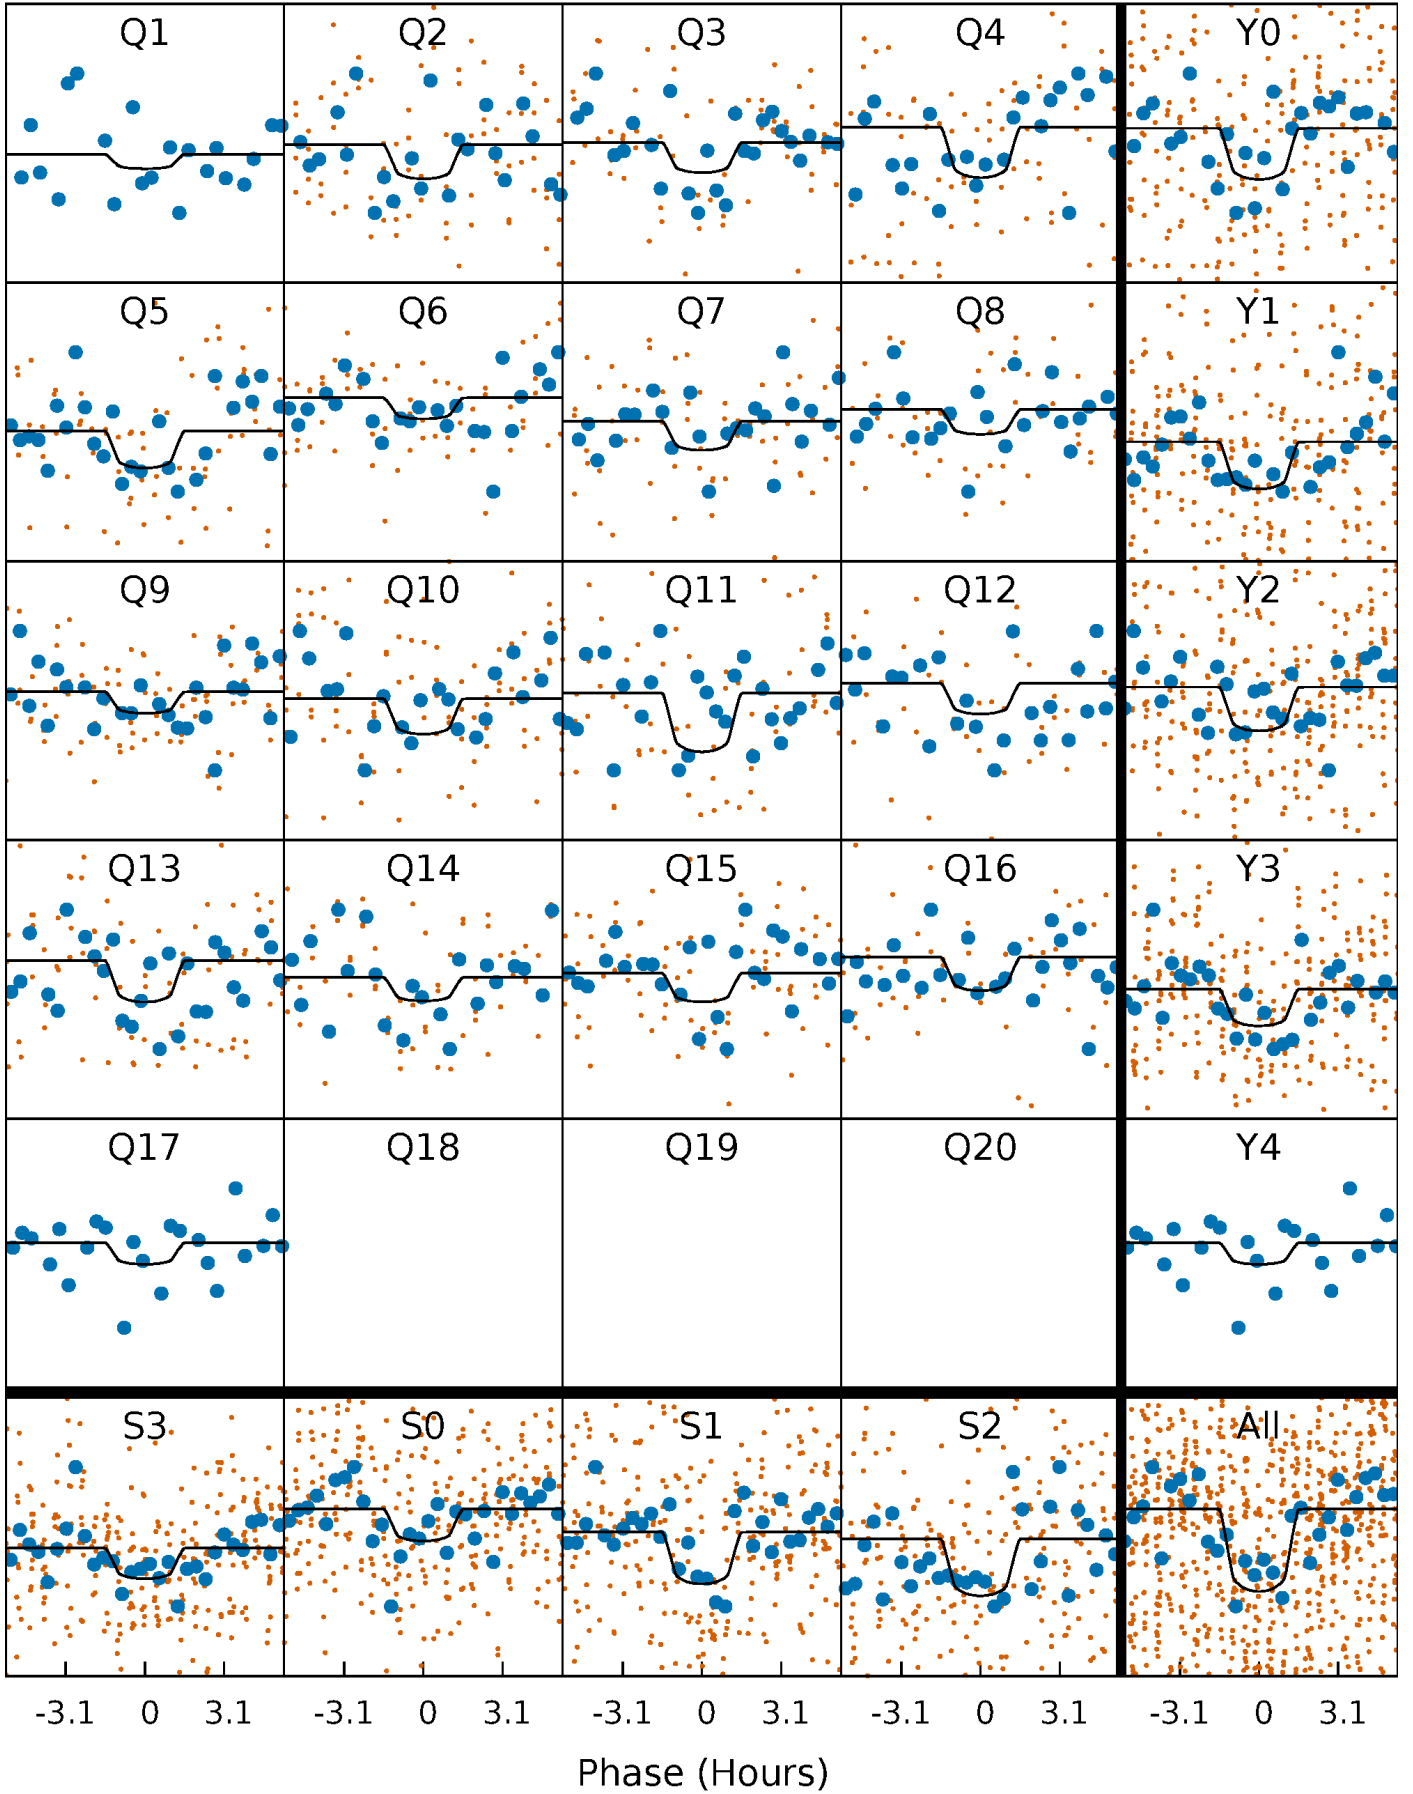 Q1 Q2 Q3 Q4 Y0
Q5 Q6 Q7 Q8 Y1
Q9 Q10 Q11 Q12 Y2
Q13 Q14 Q15 Q16 Y3
Q17 Q18 Q19 Q20 Y4
S3 S0 S1 S2 All
-3.1 0 3.1 -3.1 0 3.1 -3.1 0 3.1 -3.1 0 3.1 -3.1 0 3.1
Phase (Hours)